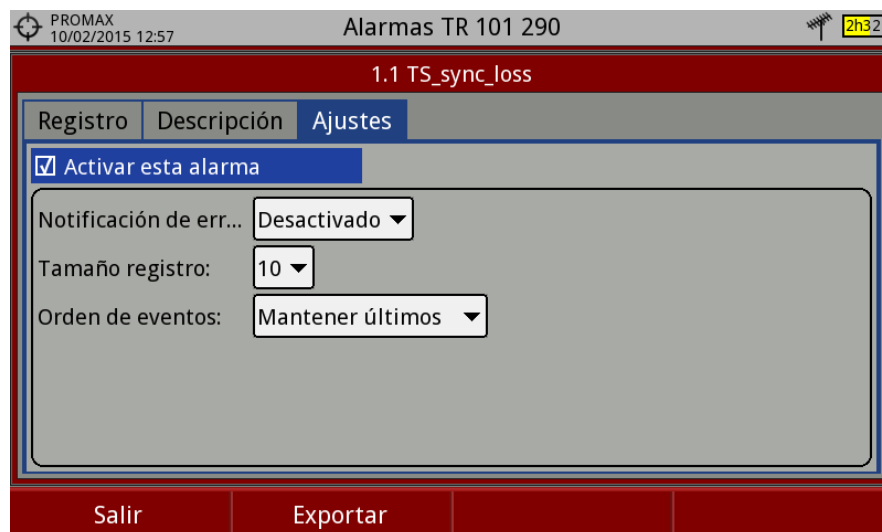 PROMAX
10/02/2015 12:57
Alarmas TR 101 290
2h32
1.1 TS_sync_loss
Registro Descripción Ajustes
Activar esta alarma
Notificación de err... Desactivado
Tamaño registro: 10
Orden de eventos: Mantener últimos
Salir Exportar